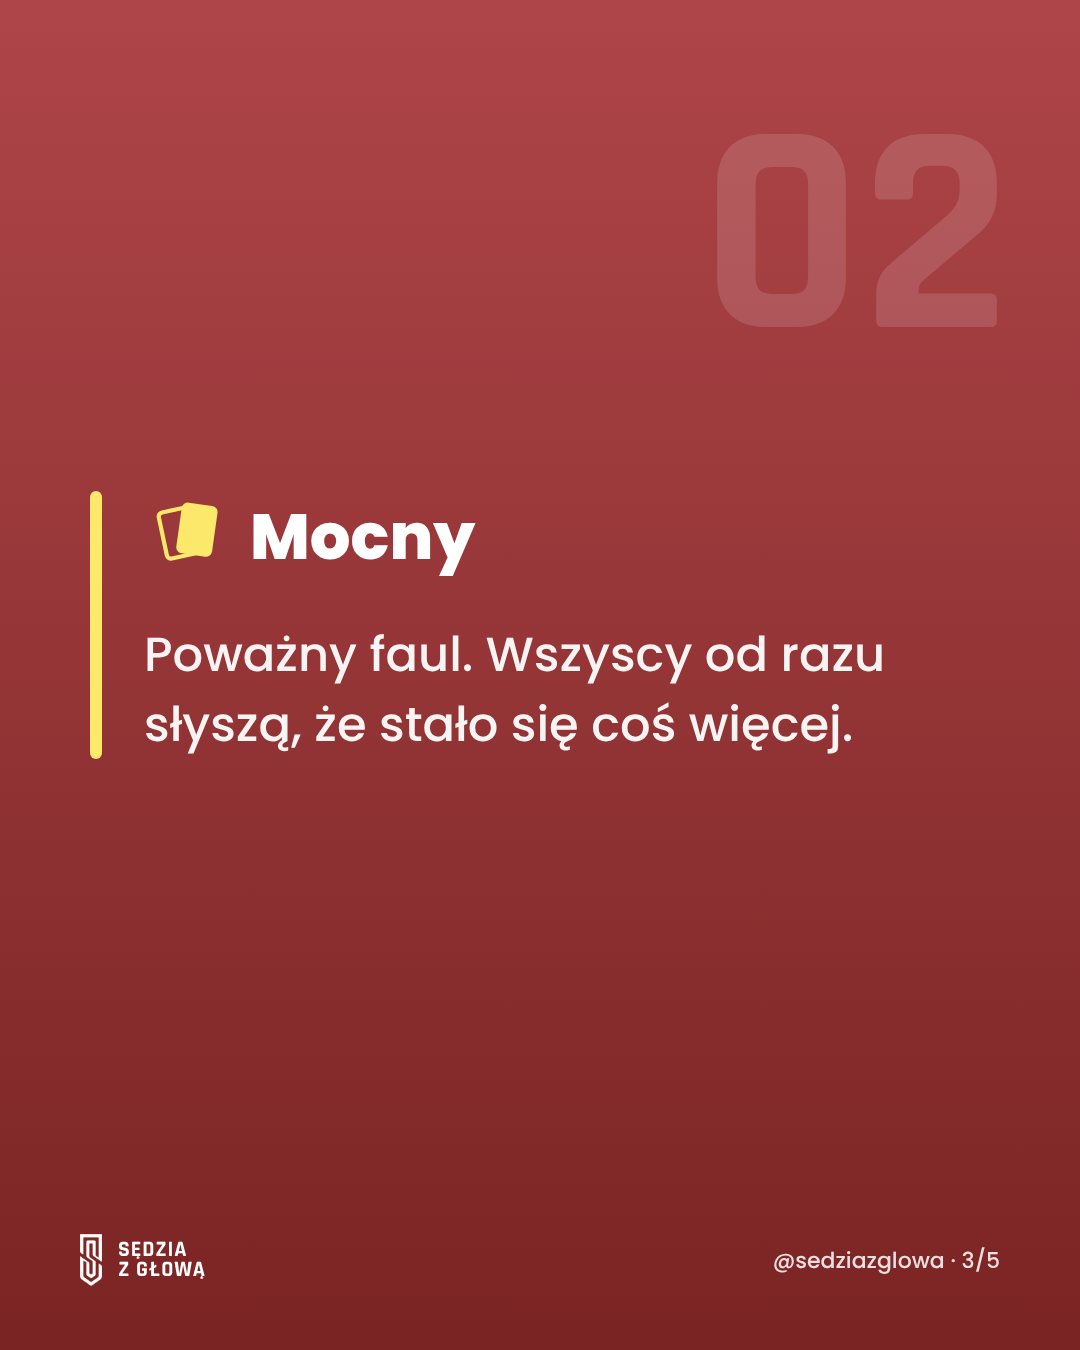 02
Mocny
Poważny faul. Wszyscy od razu
słyszą, że stało się coś więcej.
SĘDZIA
Z GŁOWĄ
@sedziazglowa · 3/5